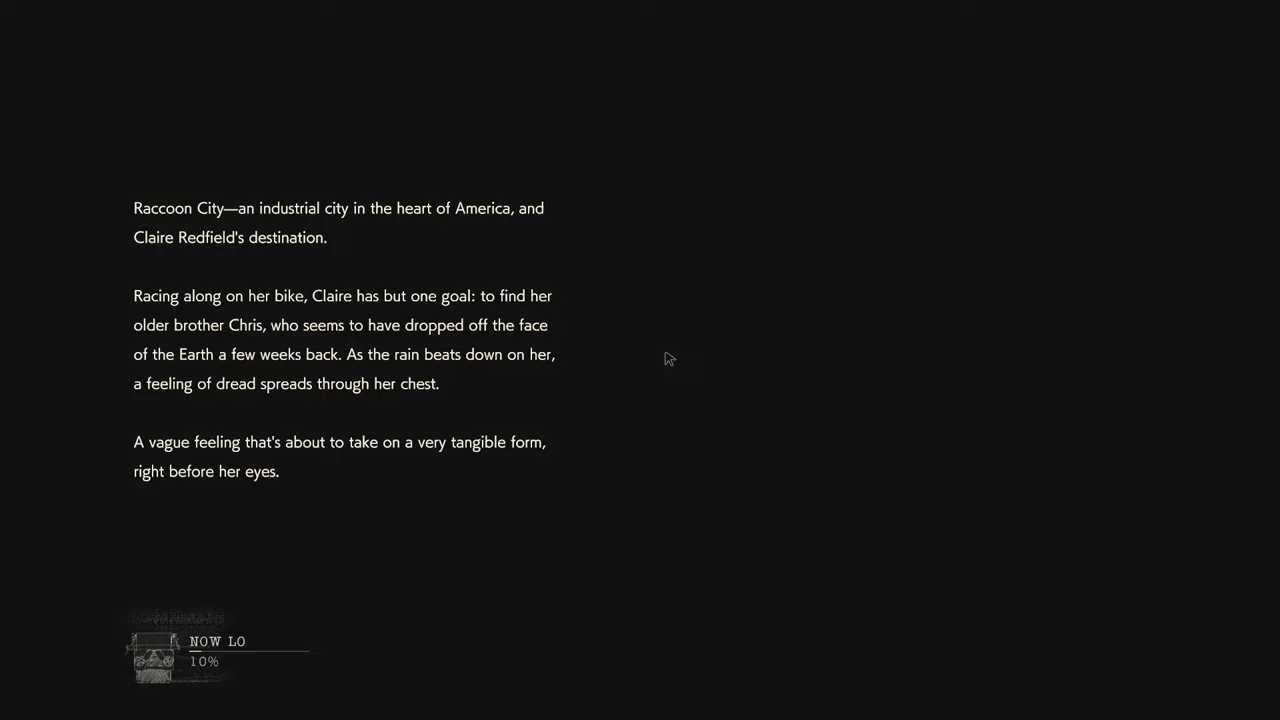 Raccoon City—an industrial city in the heart of America, and
Claire Redfield's destination.
Racing along on her bike, Claire has but one goal: to find her
older brother Chris, who seems to have dropped off the face
of the Earth a few weeks back. As the rain beats down on her,
a feeling of dread spreads through her chest.
A vague feeling that's about to take on a very tangible form,
right before her eyes.
NOW LO
10%